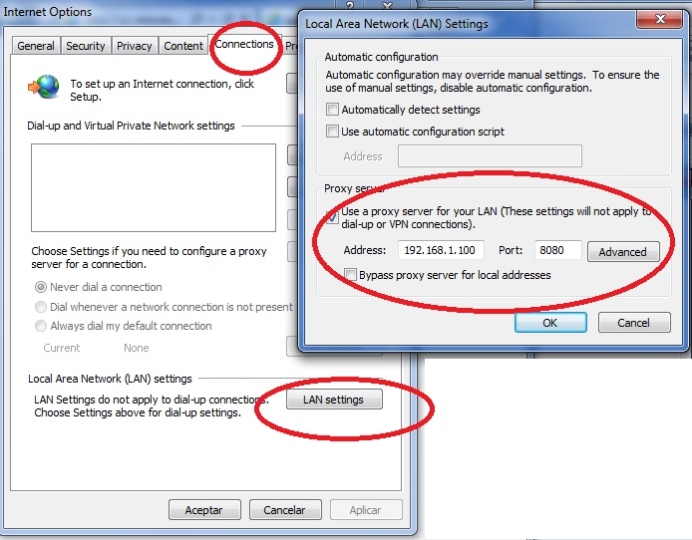 Internet Options
General
Security
Privacy
Content
Connections
To set up an Internet connection, click
Setup.
Dial-up and Virtual Private Network settings
Choose Settings if you need to configure a proxy
server for a connection.
Never dial a connection
Dial whenever a network connection is not present
Always dial my default connection
Current None
Local Area Network (LAN) settings
LAN Settings do not apply to dial-up connections.
Choose Settings above for dial-up settings.
LAN settings
Aceptar
Cancelar
Aplicar
Local Area Network (LAN) Settings
Automatic configuration
Automatic configuration may override manual settings. To ensure the
use of manual settings, disable automatic configuration.
Automatically detect settings
Use automatic configuration script
Address
Proxy server
Use a proxy server for your LAN (These settings will not apply to
dial-up or VPN connections).
Address: 192.168.1.100 Port: 8080 Advanced
Bypass proxy server for local addresses
OK
Cancel